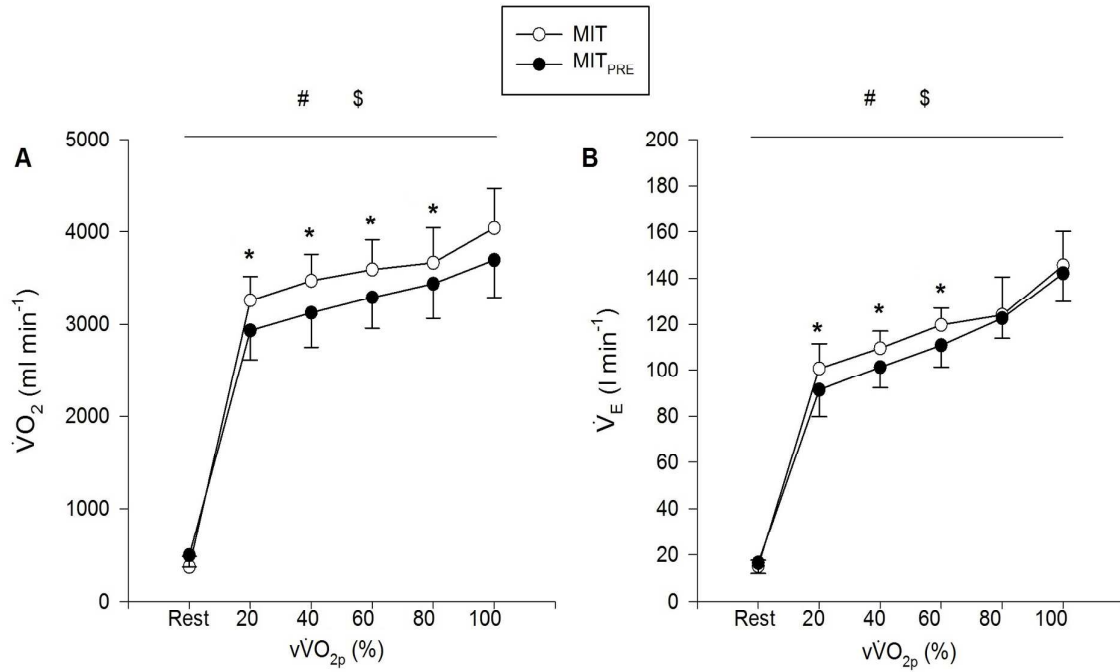 MIT
MIT_PRE
# $
# $
A
B
5000
4000
3000
2000
1000
0
V̇O₂ (ml min⁻¹)
* * * *
Rest 20 40 60 80 100
vV̇O₂ₚ (%)
200
180
160
140
120
100
80
60
40
20
0
V̇_E (l min⁻¹)
* * *
Rest 20 40 60 80 100
vV̇O₂ₚ (%)